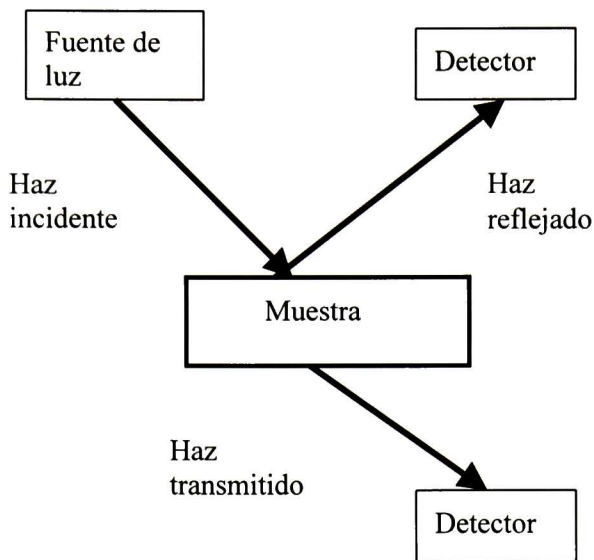 Fuente de
luz
Detector
Haz
incidente
Haz
reflejado
Muestra
Haz
transmitido
Detector